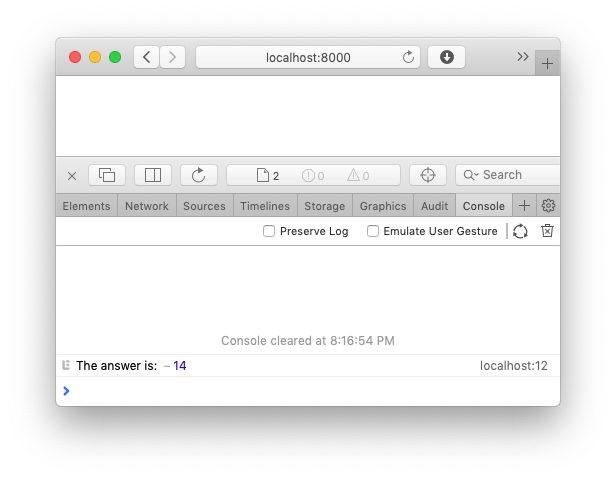 localhost:8000
2 0 0 Search
Elements Network Sources Timelines Storage Graphics Audit Console
Preserve Log Emulate User Gesture
Console cleared at 8:16:54 PM
The answer is: – 14 localhost:12